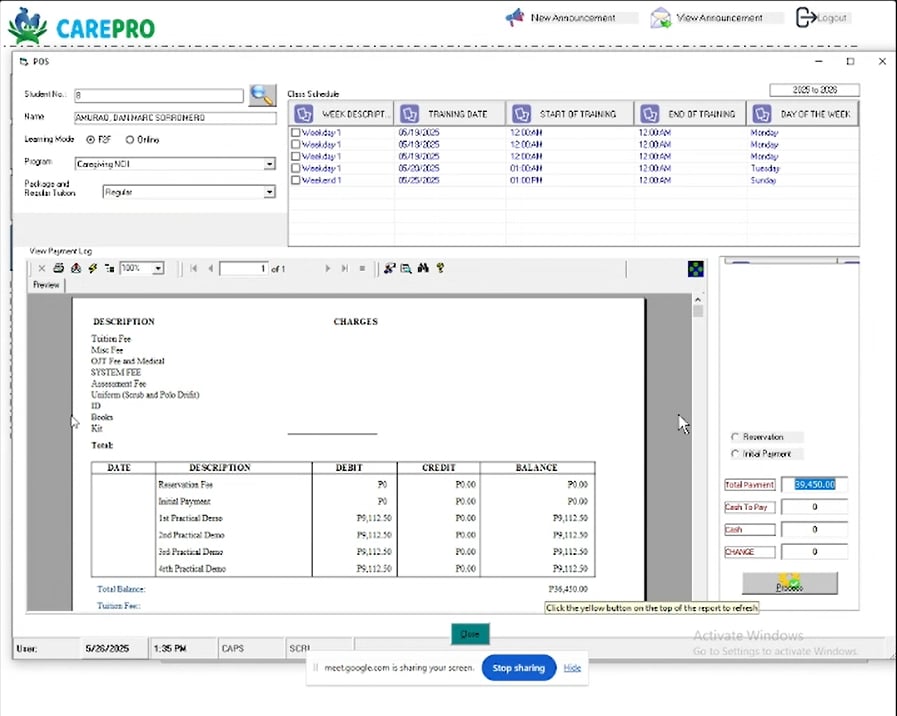 CAREPRO
New Announcement
View Announcement
Logout
POS
Student No.:
8
Name
Learning Mode
F2F
Online
Program
Caregiving NCII
Package and
Regular Tuition
Regular
2025 to 2026
Class Schedule
WEEK DESCRIPT... TRAINING DATE START OF TRAINING END OF TRAINING DAY OF THE WEEK
Weekday 1 05/19/2025 12:00AM 12:00AM Monday
Weekday 1 05/19/2025 12:00AM 12:00AM Monday
Weekday 1 05/19/2025 12:00AM 12:00AM Monday
Weekday 1 05/20/2025 01:00AM 12:00AM Tuesday
Weekend 1 05/25/2025 01:00PM 12:00AM Sunday
View Payment Log
100%
1 of 1
Preview
DESCRIPTION CHARGES
Tuition Fee
Misc Fee
OJT Fee and Medical
SYSTEM FEE
Assessment Fee
Uniform (Scrub and Polo Drifit)
ID
Books
Kit
Total:
DATE DESCRIPTION DEBIT CREDIT BALANCE
Reservation Fee P0 P0.00 P0.00
Initial Payment P0 P0.00 P0.00
1st Practical Demo P9,112.50 P0.00 P9,112.50
2nd Practical Demo P9,112.50 P0.00 P9,112.50
3rd Practical Demo P9,112.50 P0.00 P9,112.50
4rth Practical Demo P9,112.50 P0.00 P9,112.50
Total Balance: P36,450.00
Tuition Fee:
Click the yellow button on the top of the report to refresh
Reservation
Initial Payment
Total Payment 39,450.00
Cash To Pay 0
Cash 0
CHANGE 0
Process
User: 5/26/2025 1:35 PM CAPS SCRL
Activate Windows
Go to Settings to activate Windows.
meet.google.com is sharing your screen.
Stop sharing
Hide